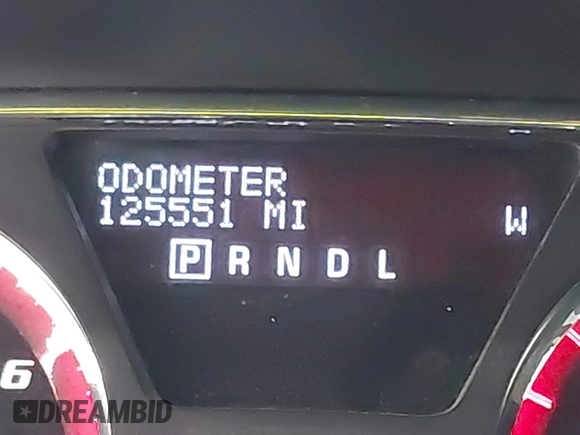 ODOMETER
125551 MI W
P R N D L
6
DREAMBID